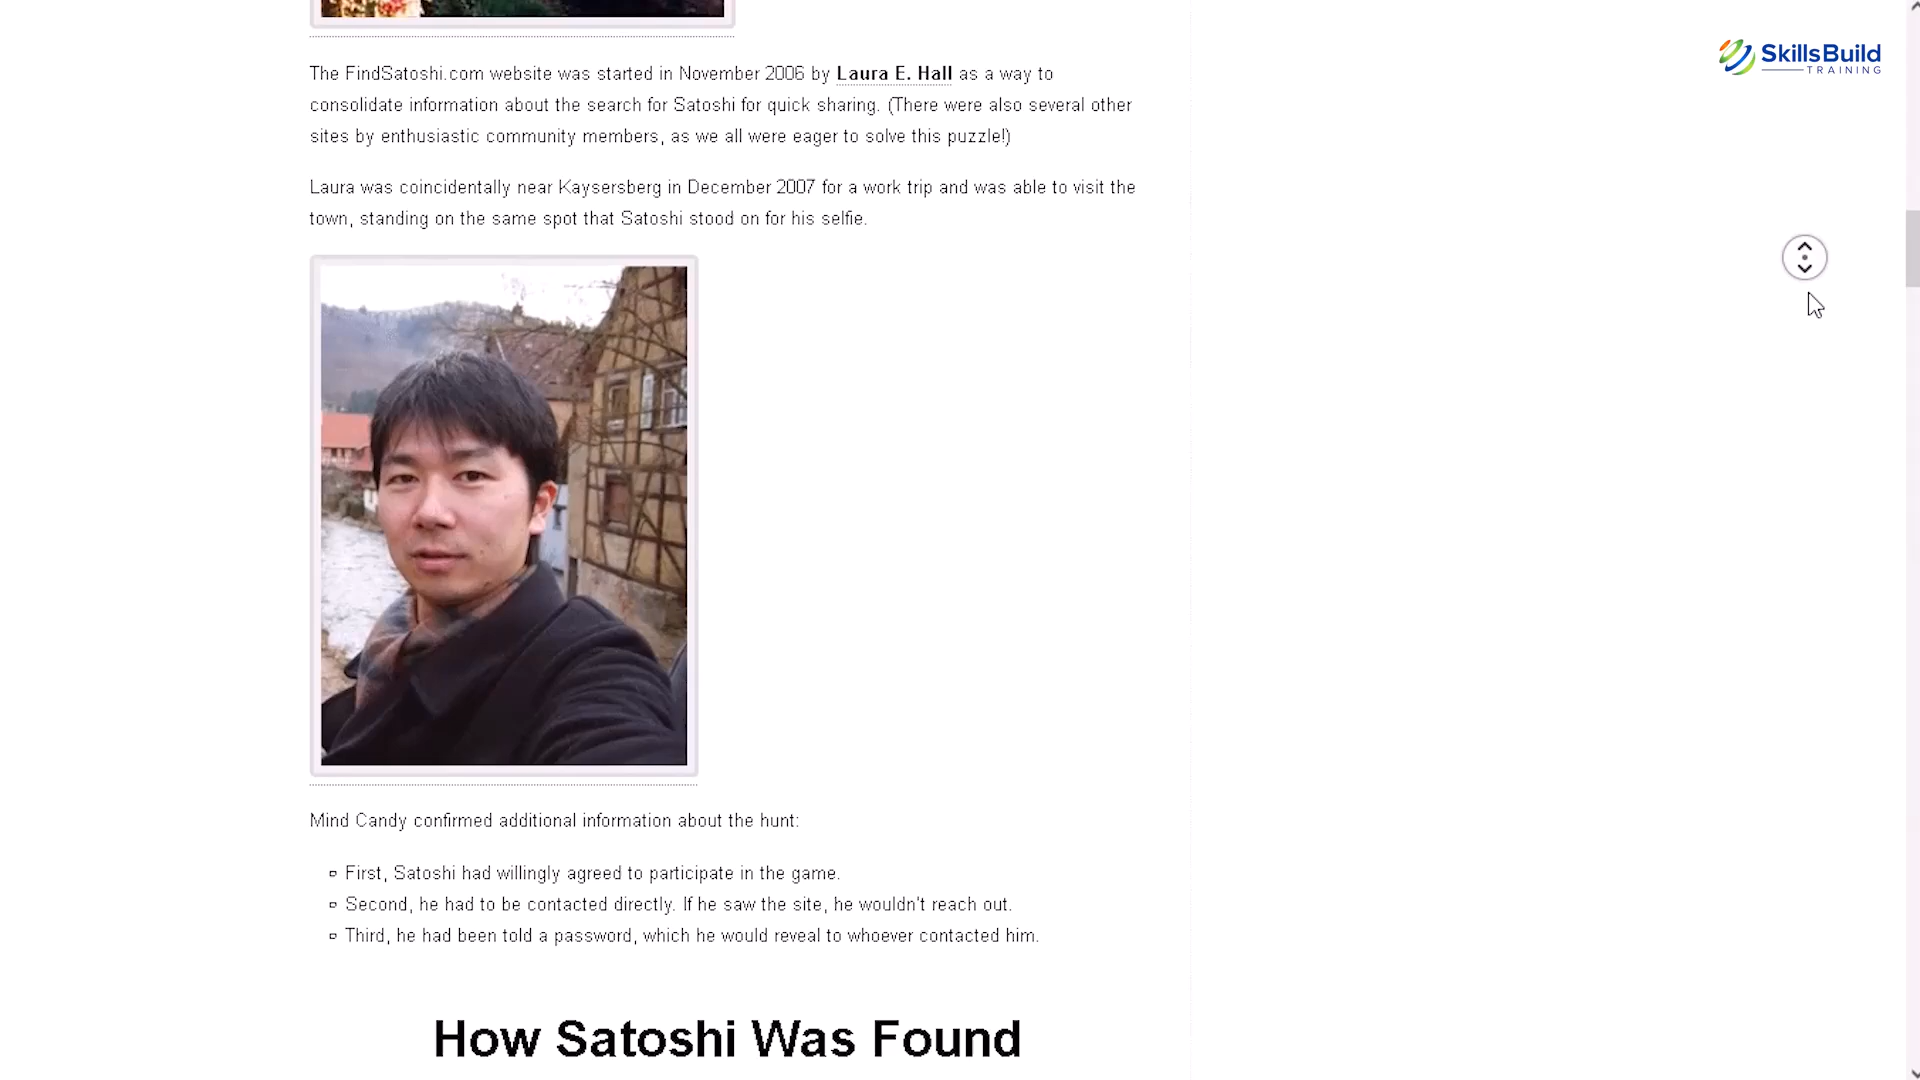 SkillsBuild
TRAINING
The FindSatoshi.com website was started in November 2006 by Laura E. Hall as a way to
consolidate information about the search for Satoshi for quick sharing. (There were also several other
sites by enthusiastic community members, as we all were eager to solve this puzzle!)
Laura was coincidentally near Kaysersberg in December 2007 for a work trip and was able to visit the
town, standing on the same spot that Satoshi stood on for his selfie.
Mind Candy confirmed additional information about the hunt:
First, Satoshi had willingly agreed to participate in the game.
Second, he had to be contacted directly. If he saw the site, he wouldn't reach out.
Third, he had been told a password, which he would reveal to whoever contacted him.
How Satoshi Was Found